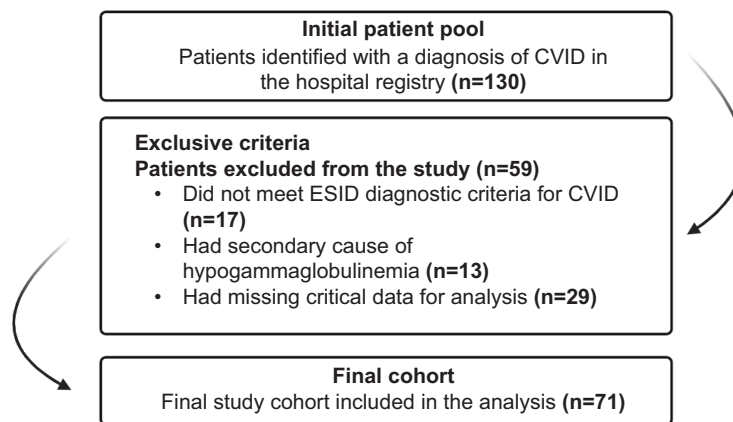 Initial patient pool
Patients identified with a diagnosis of CVID in
the hospital registry (n=130)
Exclusive criteria
Patients excluded from the study (n=59)
• Did not meet ESID diagnostic criteria for CVID
(n=17)
• Had secondary cause of
hypogammaglobulinemia (n=13)
• Had missing critical data for analysis (n=29)
Final cohort
Final study cohort included in the analysis (n=71)